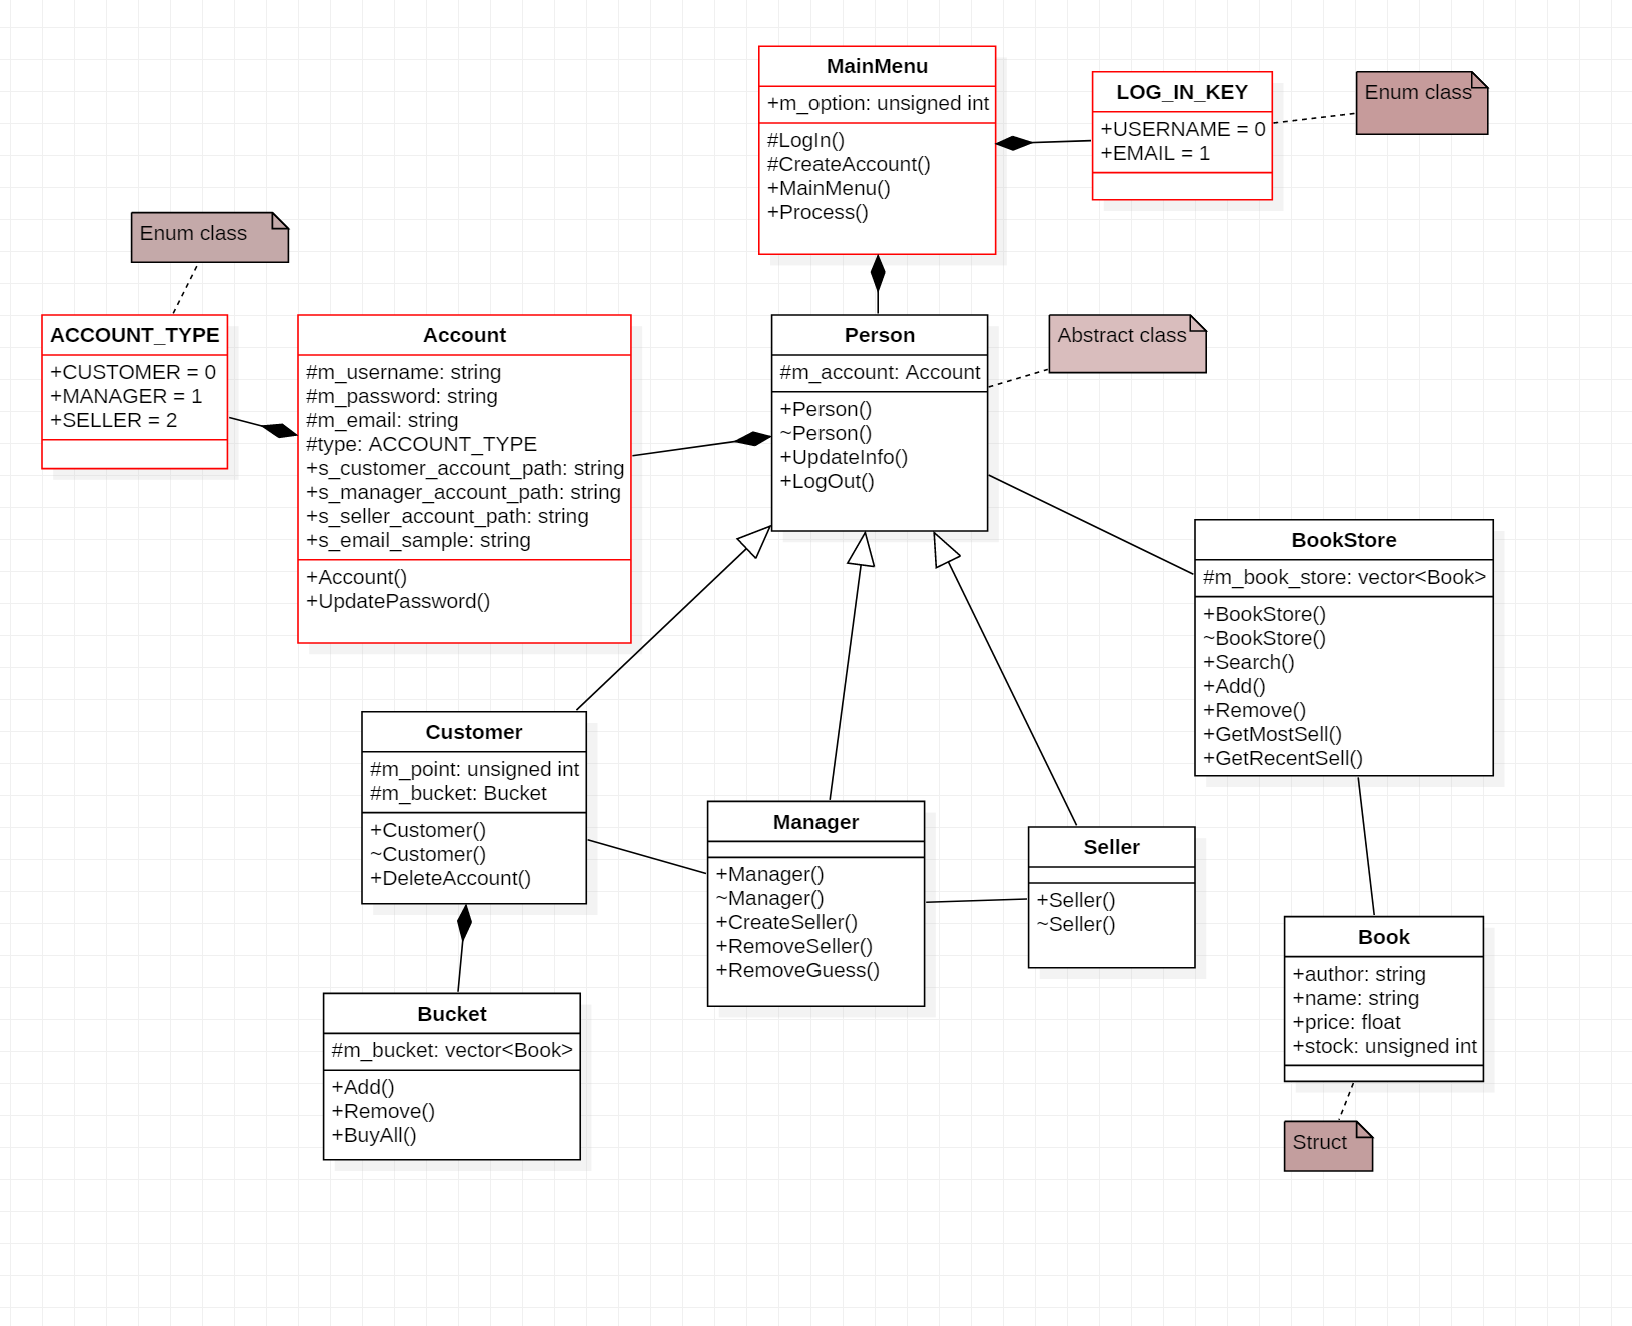 MainMenu
+m_option: unsigned int
#LogIn()
#CreateAccount()
+MainMenu()
+Process()
LOG_IN_KEY
+USERNAME = 0
+EMAIL = 1
Enum class
Enum class
ACCOUNT_TYPE
+CUSTOMER = 0
+MANAGER = 1
+SELLER = 2
Account
#m_username: string
#m_password: string
#m_email: string
#type: ACCOUNT_TYPE
+s_customer_account_path: string
+s_manager_account_path: string
+s_seller_account_path: string
+s_email_sample: string
+Account()
+UpdatePassword()
Person
#m_account: Account
+Person()
~Person()
+UpdateInfo()
+LogOut()
Abstract class
BookStore
#m_book_store: vector<Book>
+BookStore()
~BookStore()
+Search()
+Add()
+Remove()
+GetMostSell()
+GetRecentSell()
Customer
#m_point: unsigned int
#m_bucket: Bucket
+Customer()
~Customer()
+DeleteAccount()
Manager
+Manager()
~Manager()
+CreateSeller()
+RemoveSeller()
+RemoveGuess()
Seller
+Seller()
~Seller()
Book
+author: string
+name: string
+price: float
+stock: unsigned int
Bucket
#m_bucket: vector<Book>
+Add()
+Remove()
+BuyAll()
Struct